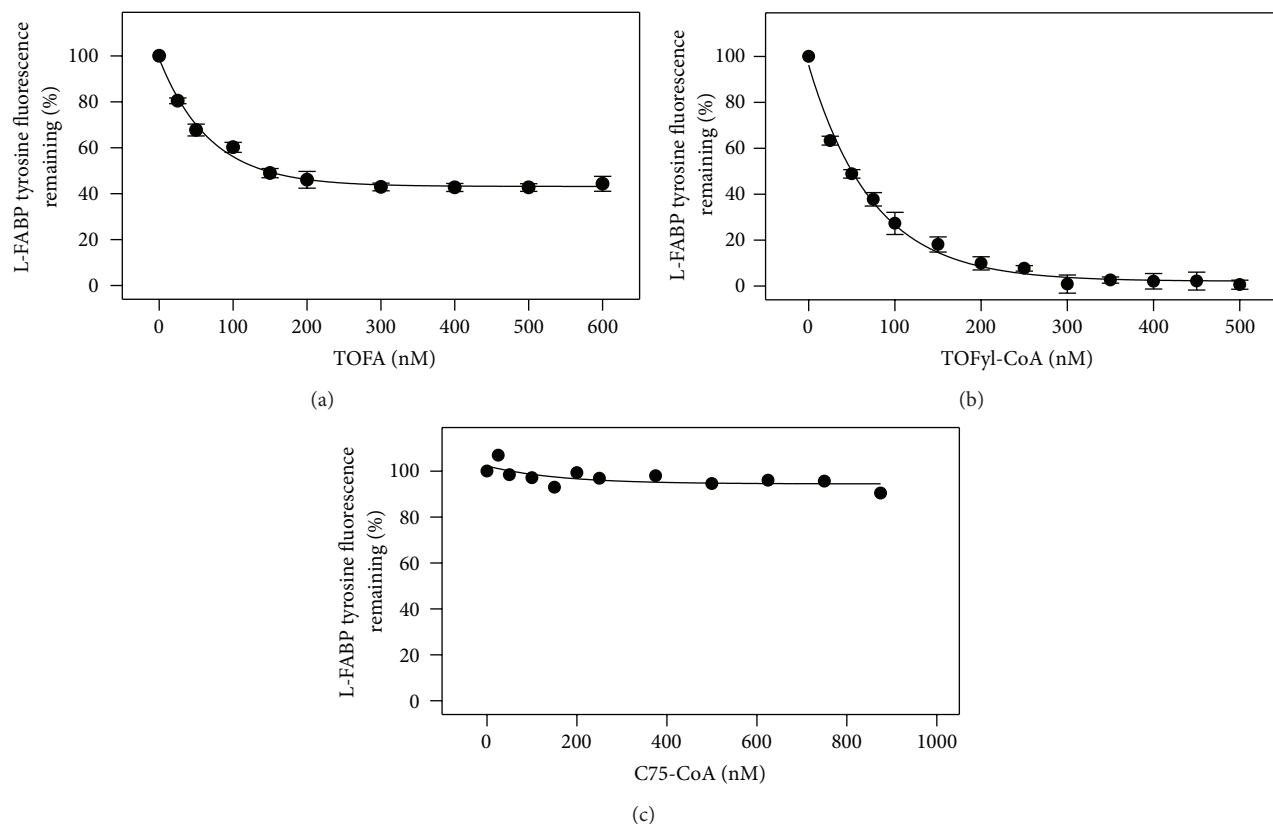 L-FABP tyrosine fluorescence
remaining (%)
100
80
60
40
20
0
0 100 200 300 400 500 600
TOFA (nM)
(a)
L-FABP tyrosine fluorescence
remaining (%)
100
80
60
40
20
0
0 100 200 300 400 500
TOFyl-CoA (nM)
(b)
L-FABP tyrosine fluorescence
remaining (%)
100
80
60
40
20
0
0 200 400 600 800 1000
C75-CoA (nM)
(c)